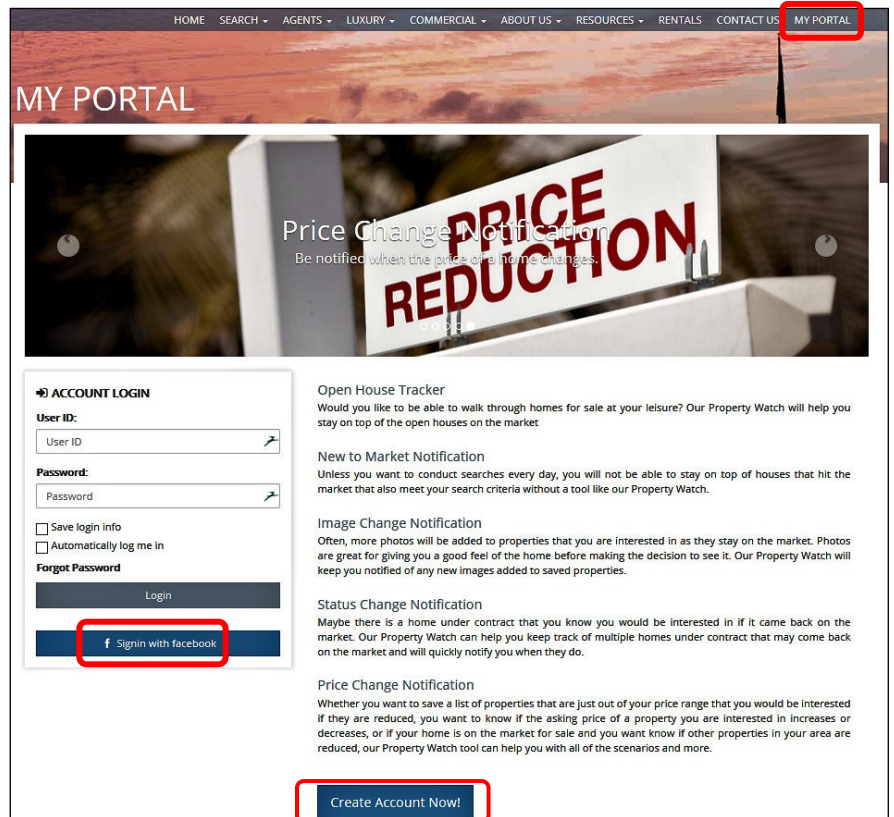 HOME SEARCH AGENTS LUXURY COMMERCIAL ABOUT US RESOURCES RENTALS CONTACT US MY PORTAL
MY PORTAL
PRICE
REDUCTION
Price Change Notification
Be notified when the price of a home changes.
ACCOUNT LOGIN
User ID:
User ID
Password:
Password
Save login info
Automatically log me in
Forgot Password
Login
f Signin with facebook
Open House Tracker
Would you like to be able to walk through homes for sale at your leisure? Our Property Watch will help you
stay on top of the open houses on the market
New to Market Notification
Unless you want to conduct searches every day, you will not be able to stay on top of houses that hit the
market that also meet your search criteria without a tool like our Property Watch.
Image Change Notification
Often, more photos will be added to properties that you are interested in as they stay on the market. Photos
are great for giving you a good feel of the home before making the decision to see it. Our Property Watch will
keep you notified of any new images added to saved properties.
Status Change Notification
Maybe there is a home under contract that you know you would be interested in if it came back on the
market. Our Property Watch can help you keep track of multiple homes under contract that may come back
on the market and will quickly notify you when they do.
Price Change Notification
Whether you want to save a list of properties that are just out of your price range that you would be interested
if they are reduced, you want to know if the asking price of a property you are interested in increases or
decreases, or if your home is on the market for sale and you want know if other properties in your area are
reduced, our Property Watch tool can help you with all of the scenarios and more.
Create Account Now!